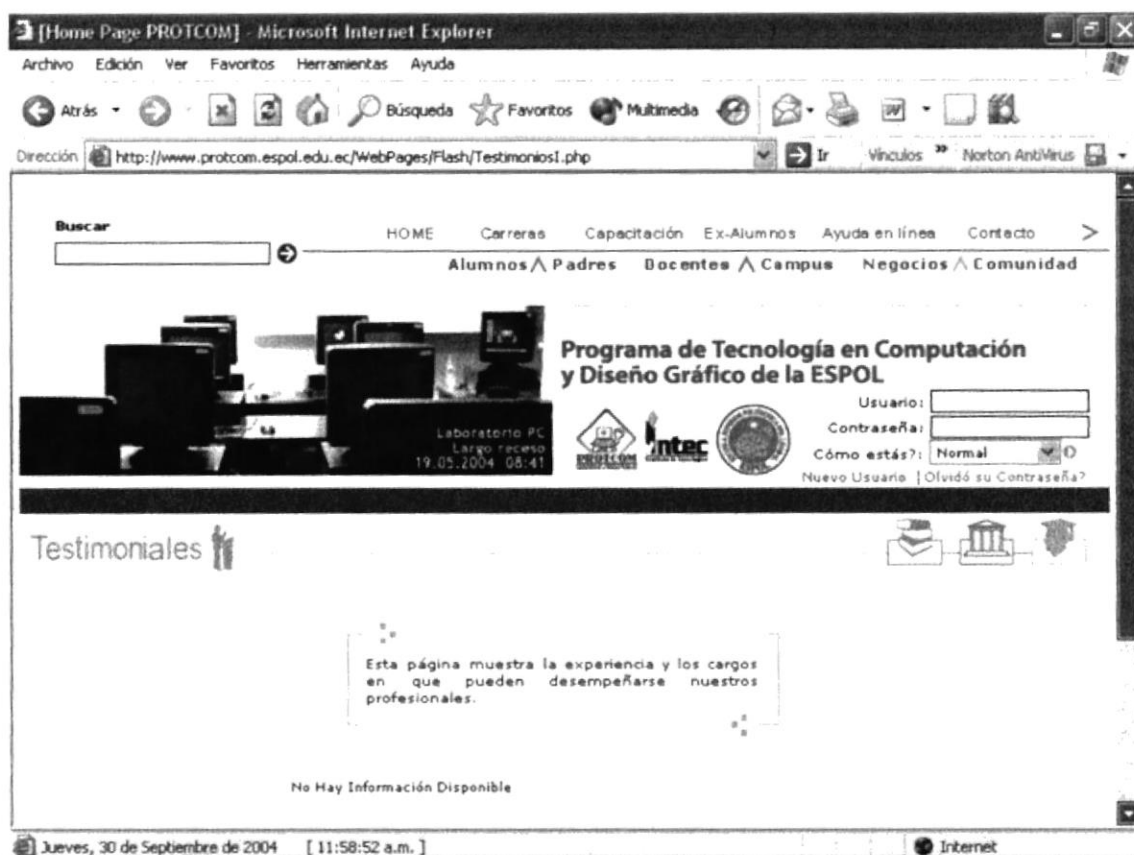 [Home Page PROTCOM] - Microsoft Internet Explorer
Archivo Edición Ver Favoritos Herramientas Ayuda
Atrás Búsqueda Favoritos Multimedia
Dirección http://www.protcom.espol.edu.ec/WebPages/Flash/TestimoniosI.php Ir Vínculos » Norton AntiVirus
Buscar
HOME Carreras Capacitación Ex-Alumnos Ayuda en línea Contacto >
Alumnos Padres Docentes Campus Negocios Comunidad
Programa de Tecnología en Computación
y Diseño Gráfico de la ESPOL
Laboratorio PC
Largo receso
19.05.2004 08:41
PROTCOM
intec
ESPOL
Usuario:
Contraseña:
Cómo estás?: Normal
Nuevo Usuario | Olvidó su Contraseña?
Testimoniales
Esta página muestra la experiencia y los cargos
en que pueden desempeñarse nuestros
profesionales.
No Hay Información Disponible
Jueves, 30 de Septiembre de 2004 [ 11:58:52 a.m. ] Internet